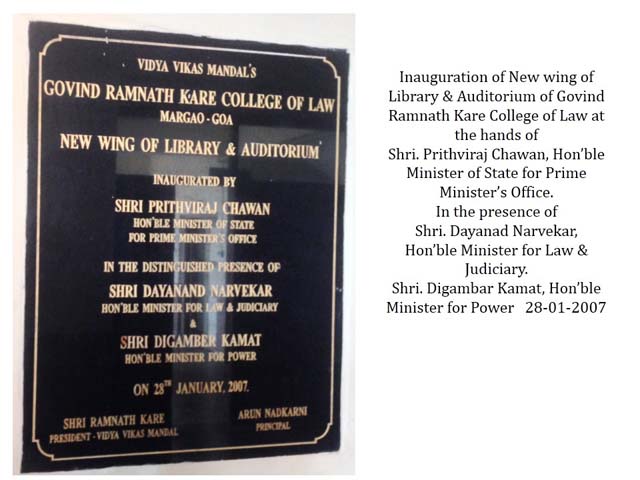 VIDYA VIKAS MANDAL'S
GOVIND RAMNATH KARE COLLEGE OF LAW
MARGAO - GOA
NEW WING OF LIBRARY & AUDITORIUM
INAUGURATED BY
SHRI PRITHVIRAJ CHAWAN
HON'BLE MINISTER OF STATE
FOR PRIME MINISTER'S OFFICE
IN THE DISTINGUISHED PRESENCE OF
SHRI DAYANAND NARVEKAR
HON'BLE MINISTER FOR LAW & JUDICIARY
&
SHRI DIGAMBER KAMAT
HON'BLE MINISTER FOR POWER
ON 28TH JANUARY, 2007.
SHRI RAMNATH KARE
PRESIDENT - VIDYA VIKAS MANDAL
ARUN NADKARNI
PRINCIPAL
Inauguration of New wing of
Library & Auditorium of Govind
Ramnath Kare College of Law at
the hands of
Shri. Prithviraj Chawan, Hon'ble
Minister of State for Prime
Minister's Office.
In the presence of
Shri. Dayanad Narvekar,
Hon'ble Minister for Law &
Judiciary.
Shri. Digambar Kamat, Hon'ble
Minister for Power 28-01-2007